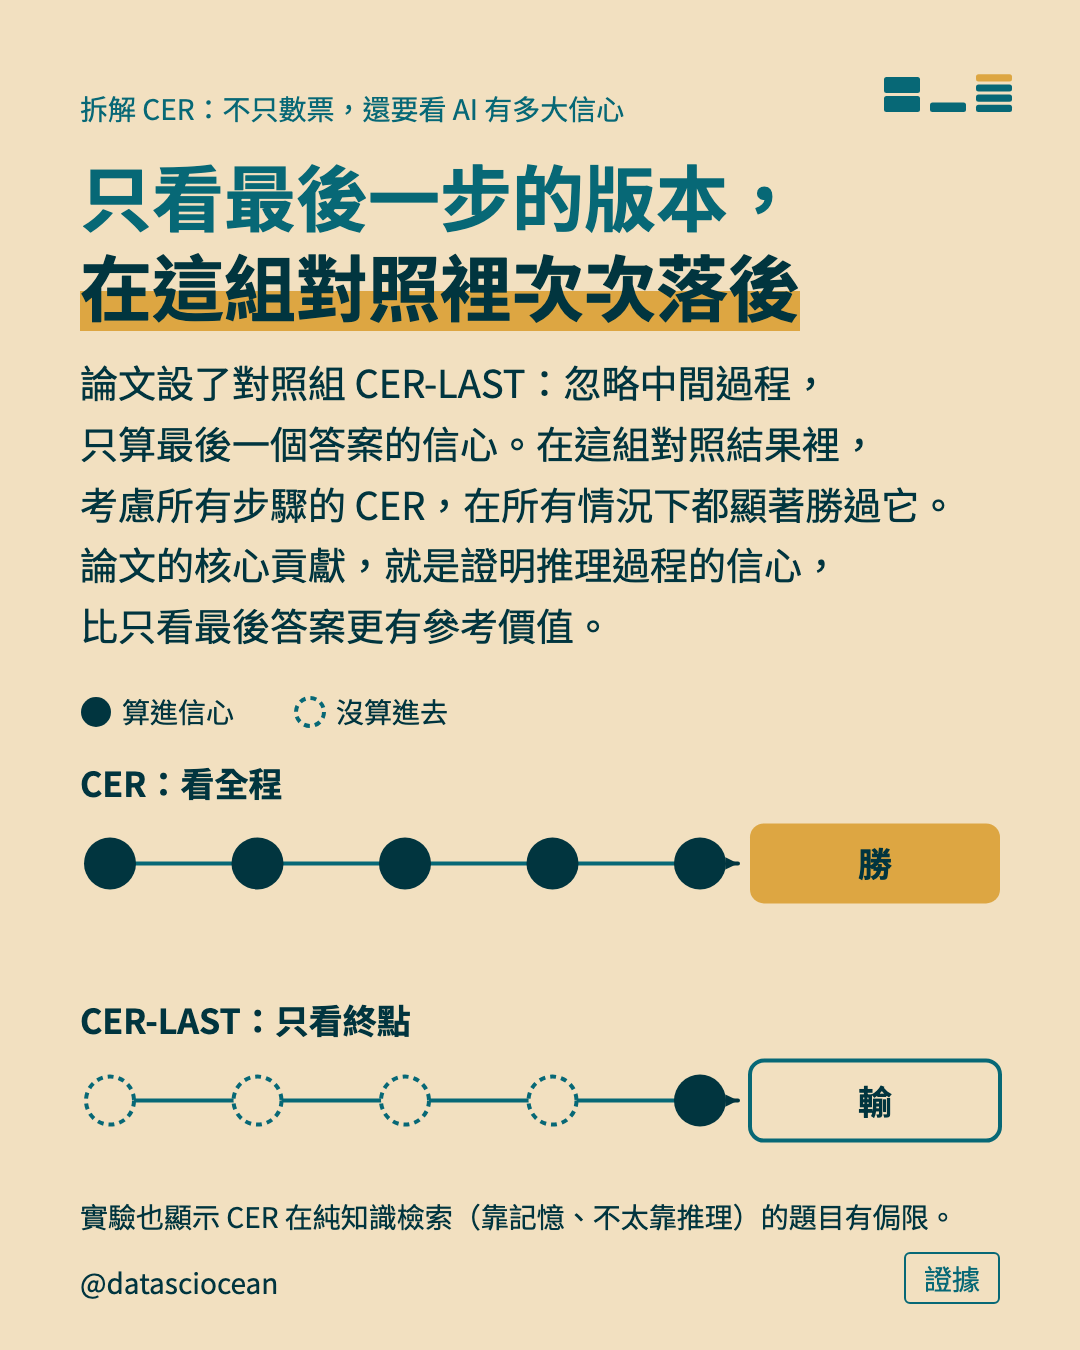 拆解 CER：不只數票，還要看 AI 有多大信心
只看最後一步的版本，
在這組對照裡次次落後
論文設了對照組 CER-LAST：忽略中間過程，
只算最後一個答案的信心。在這組對照結果裡，
考慮所有步驟的 CER，在所有情況下都顯著勝過它。
論文的核心貢獻，就是證明推理過程的信心，
比只看最後答案更有參考價值。
算進信心 沒算進去
CER：看全程
勝
CER-LAST：只看終點
輸
實驗也顯示 CER 在純知識檢索（靠記憶、不太靠推理）的題目有侷限。
@datasciocean
證據